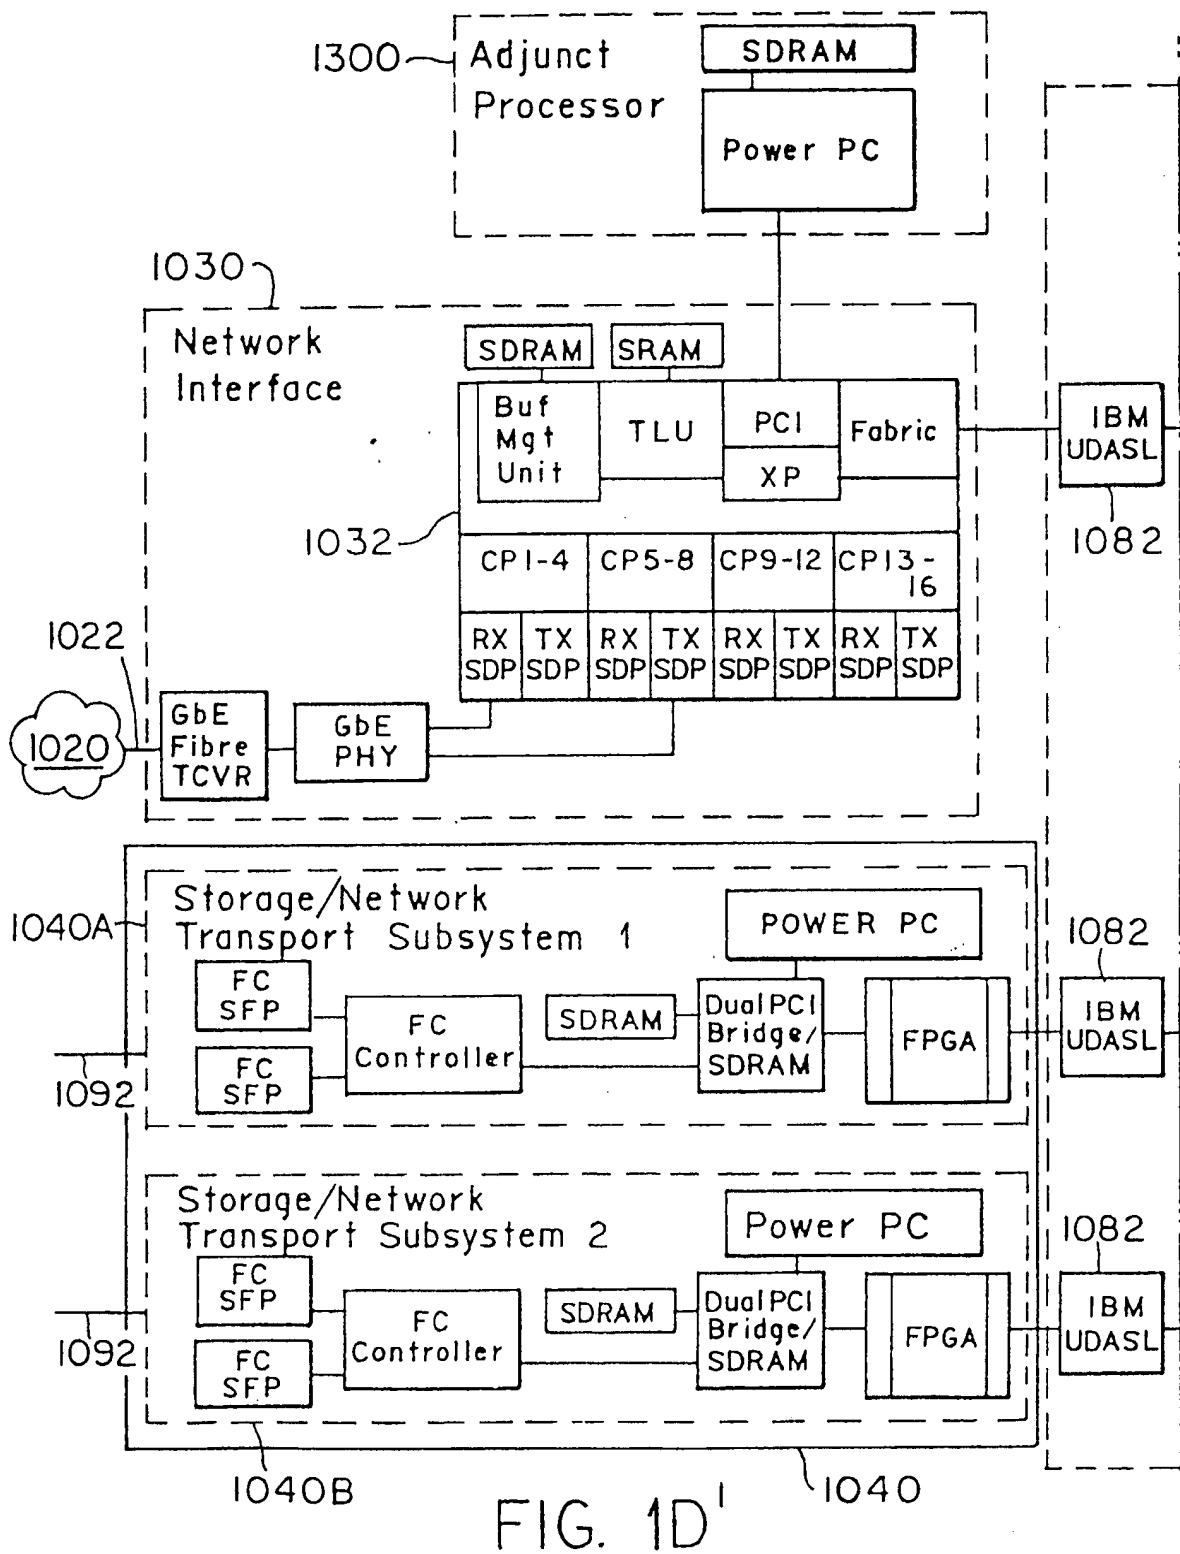 1300
Adjunct
Processor
SDRAM
Power PC
1030
Network
Interface
SDRAM
SRAM
Buf
Mgt
Unit
TLU
PCI
XP
Fabric
IBM
UDASL
1082
1032
CP1-4
CP5-8
CP9-12
CP13-
16
RX
SDP
TX
SDP
RX
SDP
TX
SDP
RX
SDP
TX
SDP
RX
SDP
TX
SDP
1022
1020
GbE
Fibre
TCVR
GbE
PHY
1040A
Storage/Network
Transport Subsystem 1
POWER PC
FC
SFP
FC
SFP
FC
Controller
SDRAM
Dual PCI
Bridge/
SDRAM
FPGA
1082
IBM
UDASL
1092
Storage/Network
Transport Subsystem 2
Power PC
FC
SFP
FC
SFP
FC
Controller
SDRAM
Dual PCI
Bridge/
SDRAM
FPGA
1082
IBM
UDASL
1092
1040B
1040
FIG. 1D'